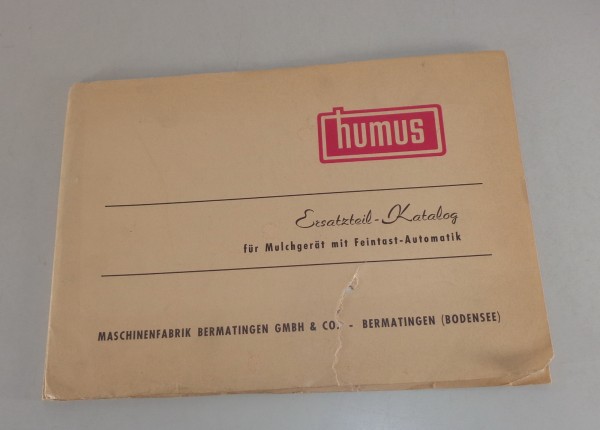 humus
Ersatzteil-Katalog
für Mulchgerät mit Feintast-Automatik
MASCHINENFABRIK BERMATINGEN GMBH & CO. - BERMATINGEN (BODENSEE)